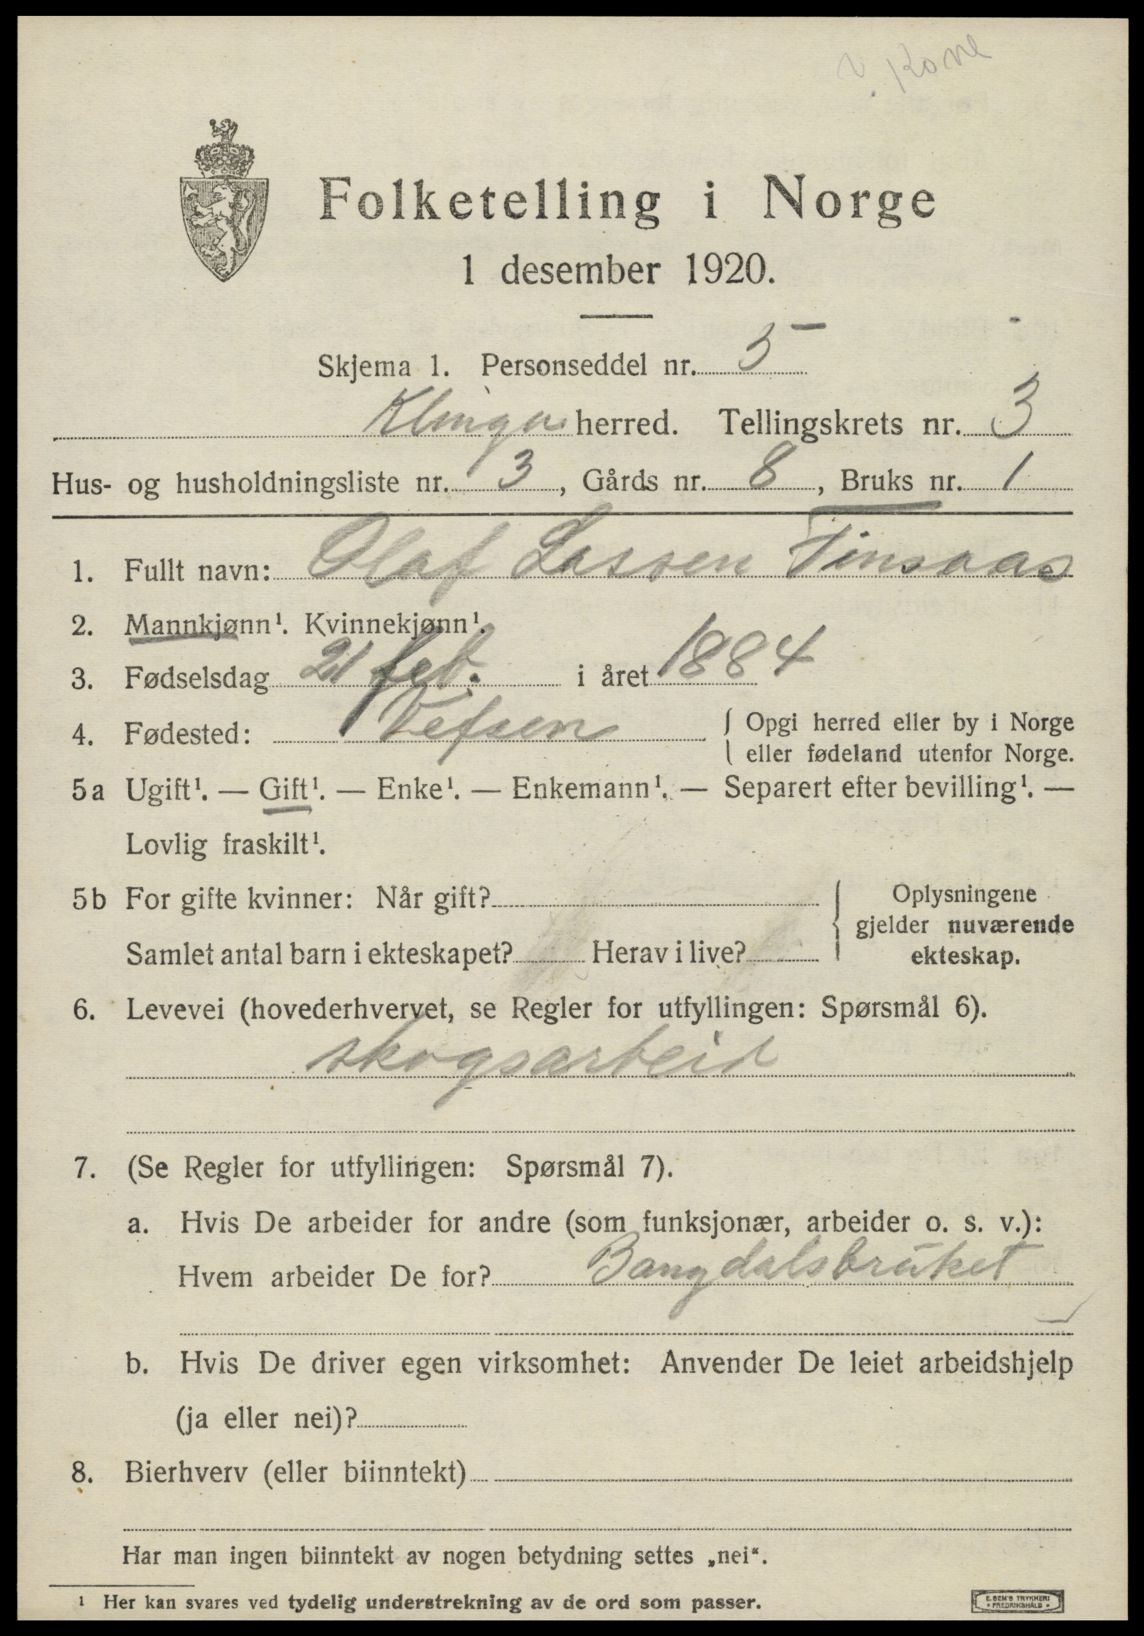 v. Kone
Folketelling i Norge
1 desember 1920.
Skjema 1. Personseddel nr. 5
Klinga herred. Tellingskrets nr. 3
Hus- og husholdningsliste nr. 3, Gårds nr. 8, Bruks nr. 1
1. Fullt navn: Olaf Lassen Finsaas
2. Mannkjønn¹. Kvinnekjønn¹.
3. Fødselsdag 21 feb. i året 1884
4. Fødested: Vefsen { Opgi herred eller by i Norge
eller fødeland utenfor Norge.
5a Ugift¹. — Gift¹. — Enke¹. — Enkemann¹. — Separert efter bevilling¹. —
Lovlig fraskilt¹.
5b For gifte kvinner: Når gift? { Oplysningene
gjelder nuværende
Samlet antal barn i ekteskapet? Herav i live? ekteskap.
6. Levevei (hovederhvervet, se Regler for utfyllingen: Spørsmål 6).
skogsarbeid
7. (Se Regler for utfyllingen: Spørsmål 7).
a. Hvis De arbeider for andre (som funksjonær, arbeider o. s. v.):
Hvem arbeider De for? Bangdalsbruket
b. Hvis De driver egen virksomhet: Anvender De leiet arbeidshjelp
(ja eller nei)?
8. Bierhverv (eller biinntekt)
Har man ingen biinntekt av nogen betydning settes „nei“.
¹ Her kan svares ved tydelig understrekning av de ord som passer.
E. SEM'S TRYKKERI
FREDRIKSHALD